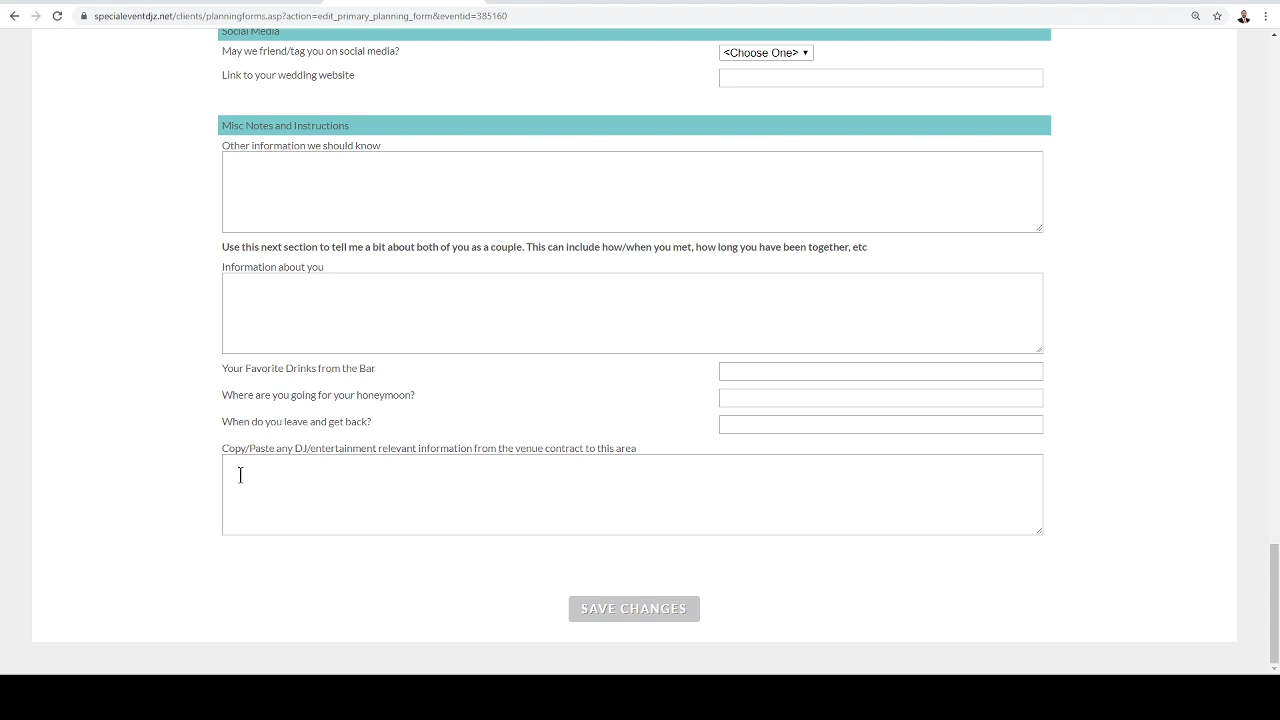 specialeventdjz.net/clients/planningforms.asp?action=edit_primary_planning_form&eventid=385160
Social Media
May we friend/tag you on social media?
<Choose One>
Link to your wedding website
Misc Notes and Instructions
Other information we should know
Use this next section to tell me a bit about both of you as a couple. This can include how/when you met, how long you have been together, etc
Information about you
Your Favorite Drinks from the Bar
Where are you going for your honeymoon?
When do you leave and get back?
Copy/Paste any DJ/entertainment relevant information from the venue contract to this area
SAVE CHANGES